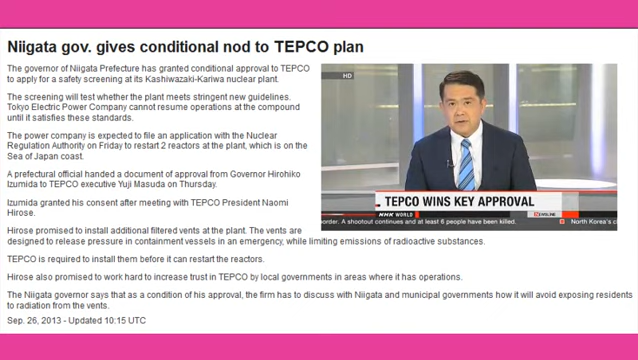 Niigata gov. gives conditional nod to TEPCO plan
The governor of Niigata Prefecture has granted conditional approval to TEPCO
to apply for a safety screening at its Kashiwazaki-Kariwa nuclear plant.
The screening will test whether the plant meets stringent new guidelines.
Tokyo Electric Power Company cannot resume operations at the compound
until it satisfies these standards.
The power company is expected to file an application with the Nuclear
Regulation Authority on Friday to restart 2 reactors at the plant, which is on the
Sea of Japan coast.
A prefectural official handed a document of approval from Governor Hirohiko
Izumida to TEPCO executive Yuji Masuda on Thursday.
Izumida granted his consent after meeting with TEPCO President Naomi
Hirose.
HD
TEPCO WINS KEY APPROVAL
NHK WORLD
NEWSLINE
dor. A shootout continues and at least 6 people have been killed.
North Korea's cl
Hirose promised to install additional filtered vents at the plant. The vents are
designed to release pressure in containment vessels in an emergency, while limiting emissions of radioactive substances.
TEPCO is required to install them before it can restart the reactors.
Hirose also promised to work hard to increase trust in TEPCO by local governments in areas where it has operations.
The Niigata governor says that as a condition of his approval, the firm has to discuss with Niigata and municipal governments how it will avoid exposing residents
to radiation from the vents.
Sep. 26, 2013 - Updated 10:15 UTC